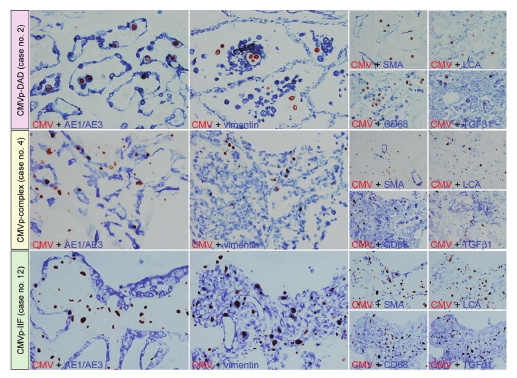 CMVp-DAD (case no. 2)
CMV + AE1/AE3
CMV + vimentin
CMV + SMA
CMV + LCA
CMV + CD68
CMV + TGFβ1
CMVp-complex (case no. 4)
CMV + AE1/AE3
CMV + vimentin
CMV + SMA
CMV + LCA
CMV + CD68
CMV + TGFβ1
CMVp-IIF (case no. 12)
CMV + AE1/AE3
CMV + vimentin
CMV + SMA
CMV + LCA
CMV + CD68
CMV + TGFβ1